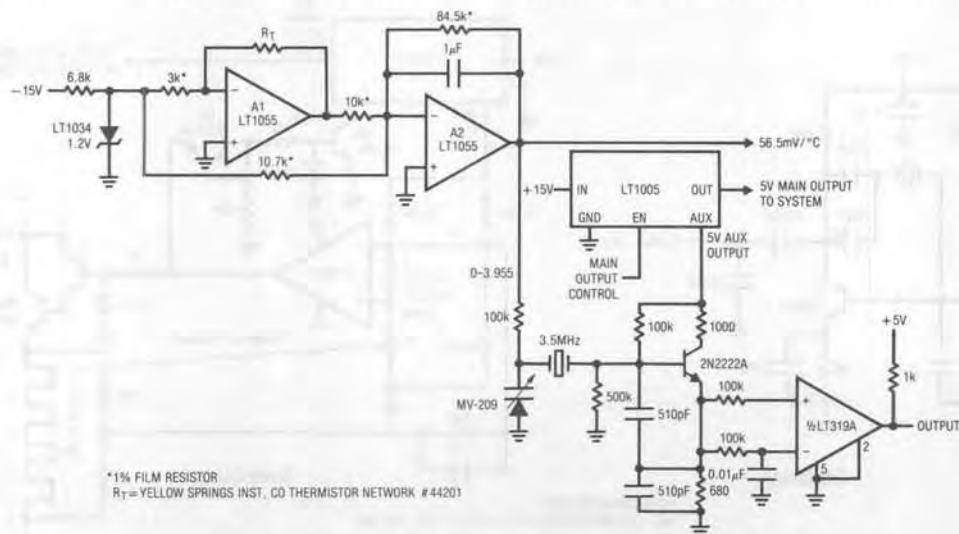 84.5k*
R_T
1µF
−15V
6.8k
3k*
A1
LT1055
10k*
A2
LT1055
LT1034
1.2V
56.5mV/°C
10.7k*
+15V
IN
LT1005
OUT
5V MAIN OUTPUT
TO SYSTEM
GND
EN
AUX
5V AUX
OUTPUT
MAIN
OUTPUT
CONTROL
0–3.955
100k
100k
100Ω
+5V
3.5MHz
2N2222A
1k
MV-209
500k
510pF
100k
+
½LT319A
2
OUTPUT
100k
−
0.01µF
5
510pF
680
*1% FILM RESISTOR
R_T=YELLOW SPRINGS INST. CO THERMISTOR NETWORK #44201